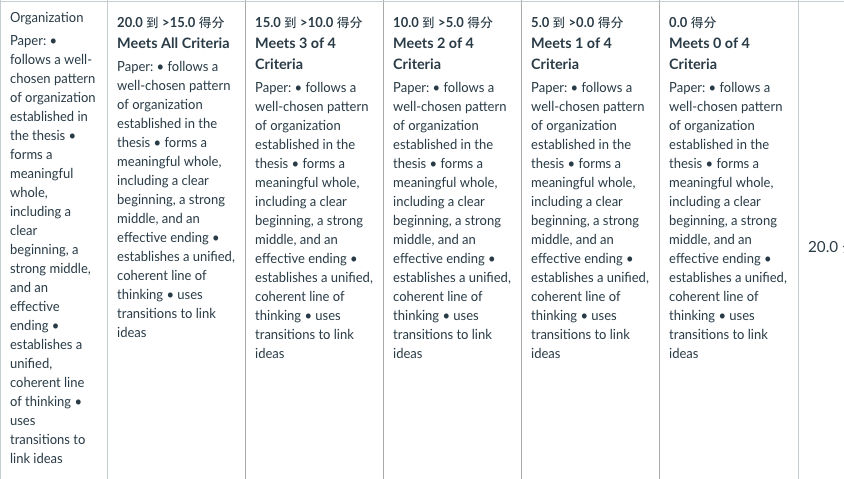 Organization
Paper: •
follows a well-
chosen pattern
of organization
established in
the thesis •
forms a
meaningful
whole,
including a
clear
beginning, a
strong middle,
and an
effective
ending •
establishes a
unified,
coherent line
of thinking •
uses
transitions to
link ideas
20.0 到 >15.0 得分
Meets All Criteria
Paper: • follows a
well-chosen pattern
of organization
established in the
thesis • forms a
meaningful whole,
including a clear
beginning, a strong
middle, and an
effective ending •
establishes a unified,
coherent line of
thinking • uses
transitions to link
ideas
15.0 到 >10.0 得分
Meets 3 of 4
Criteria
Paper: • follows a
well-chosen pattern
of organization
established in the
thesis • forms a
meaningful whole,
including a clear
beginning, a strong
middle, and an
effective ending •
establishes a unified,
coherent line of
thinking • uses
transitions to link
ideas
10.0 到 >5.0 得分
Meets 2 of 4
Criteria
Paper: • follows a
well-chosen pattern
of organization
established in the
thesis • forms a
meaningful whole,
including a clear
beginning, a strong
middle, and an
effective ending •
establishes a unified,
coherent line of
thinking • uses
transitions to link
ideas
5.0 到 >0.0 得分
Meets 1 of 4
Criteria
Paper: • follows a
well-chosen pattern
of organization
established in the
thesis • forms a
meaningful whole,
including a clear
beginning, a strong
middle, and an
effective ending •
establishes a unified,
coherent line of
thinking • uses
transitions to link
ideas
0.0 得分
Meets 0 of 4
Criteria
Paper: • follows a
well-chosen pattern
of organization
established in the
thesis • forms a
meaningful whole,
including a clear
beginning, a strong
middle, and an
effective ending •
establishes a unified,
coherent line of
thinking • uses
transitions to link
ideas
20.0